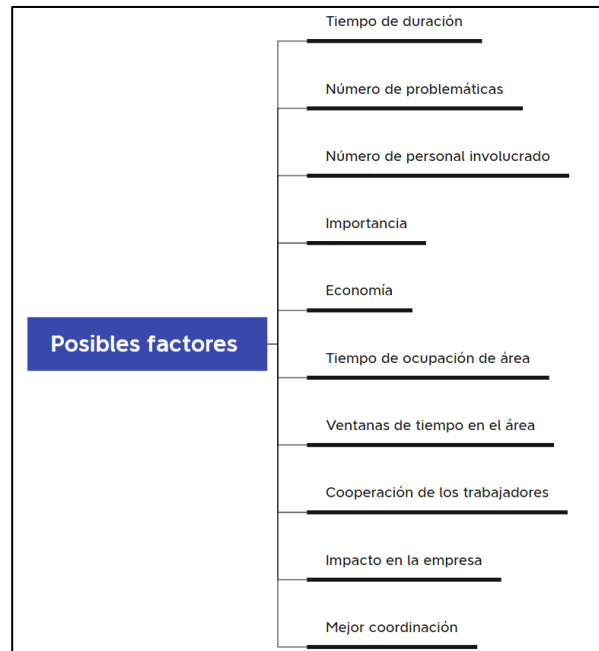 Tiempo de duración
Número de problemáticas
Número de personal involucrado
Importancia
Economía
Posibles factores
Tiempo de ocupación de área
Ventanas de tiempo en el área
Cooperación de los trabajadores
Impacto en la empresa
Mejor coordinación